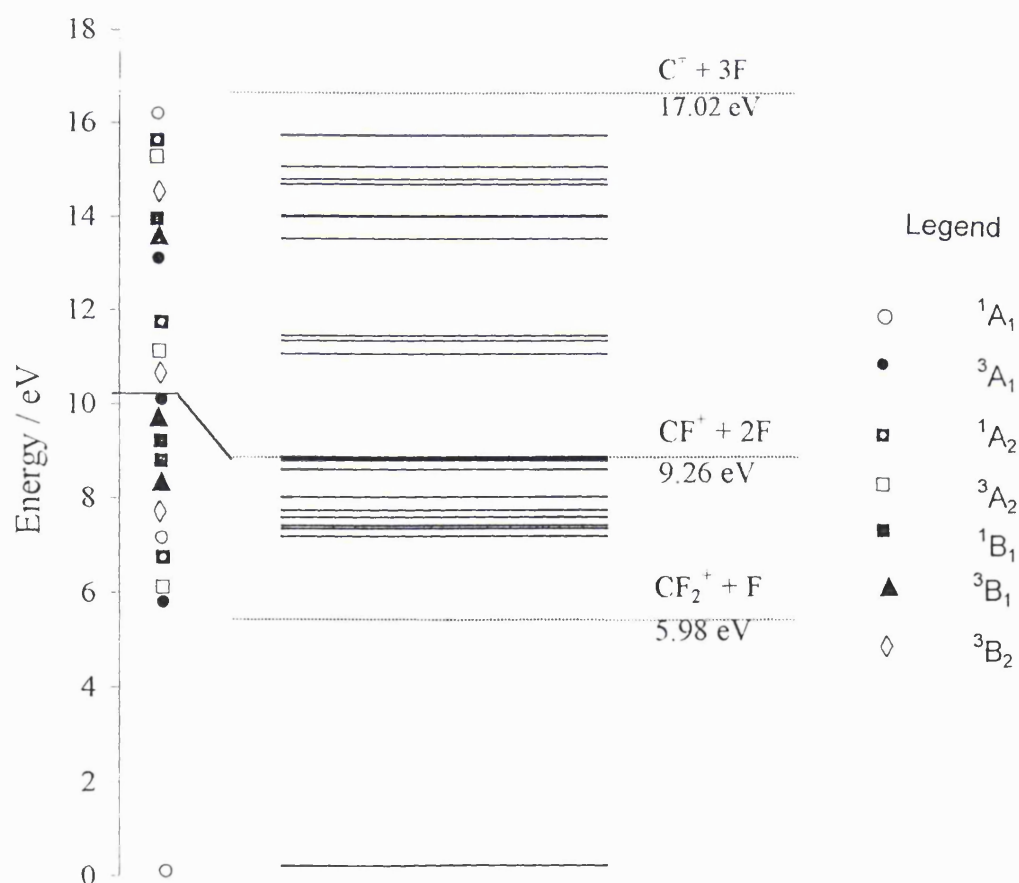 18
16
14
12
10
8
6
4
2
0
Energy / eV
C⁺ + 3F
17.02 eV
CF⁺ + 2F
9.26 eV
CF₂⁺ + F
5.98 eV
Legend
¹A₁
³A₁
¹A₂
³A₂
¹B₁
³B₁
³B₂